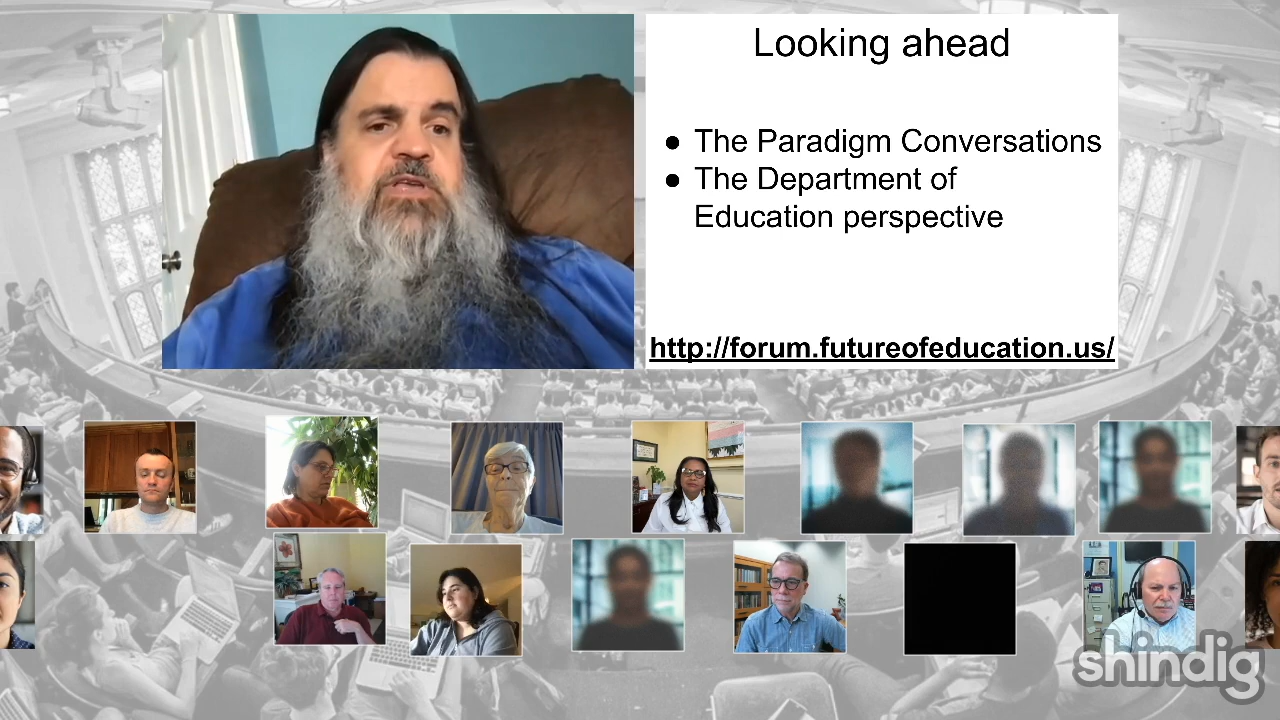 Looking ahead
● The Paradigm Conversations
● The Department of
Education perspective
http://forum.futureofeducation.us/
shindig